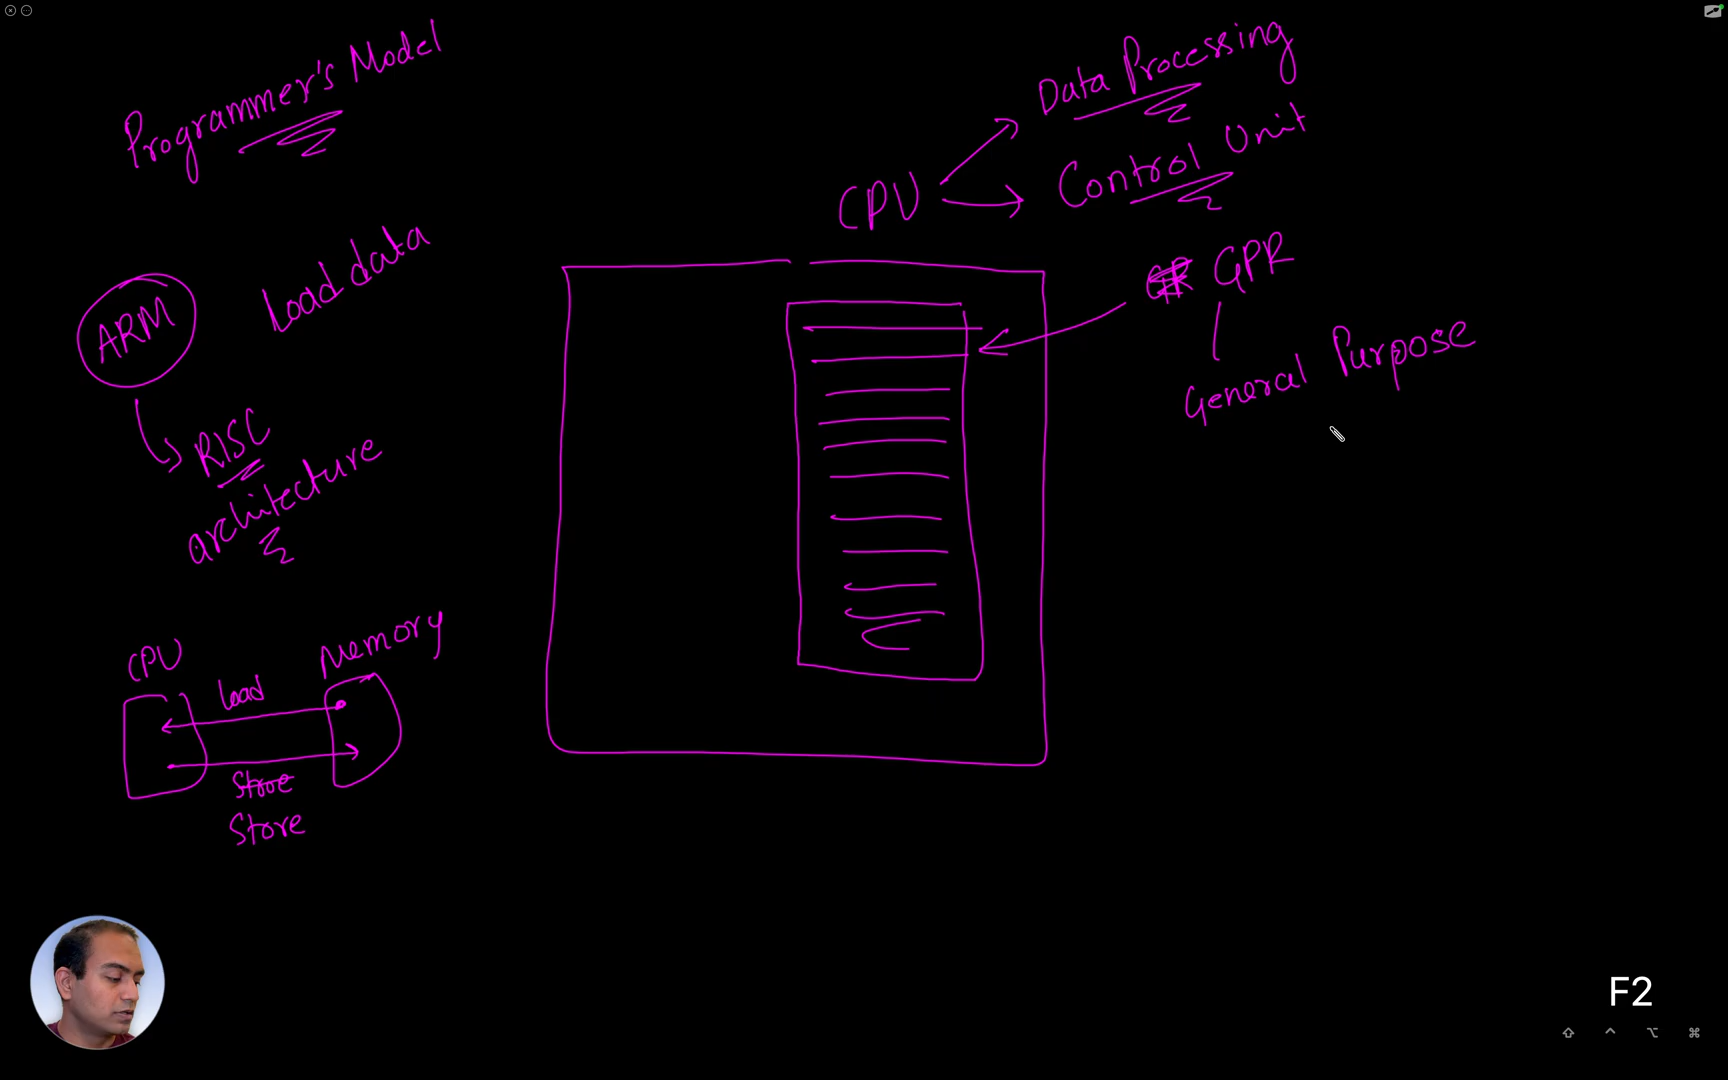 Programmer's Model
Load data
ARM
RISC
architecture
CPU
Memory
Load
Stroe
Store
CPU
Data Processing
Control Unit
GPR
General Purpose
F2